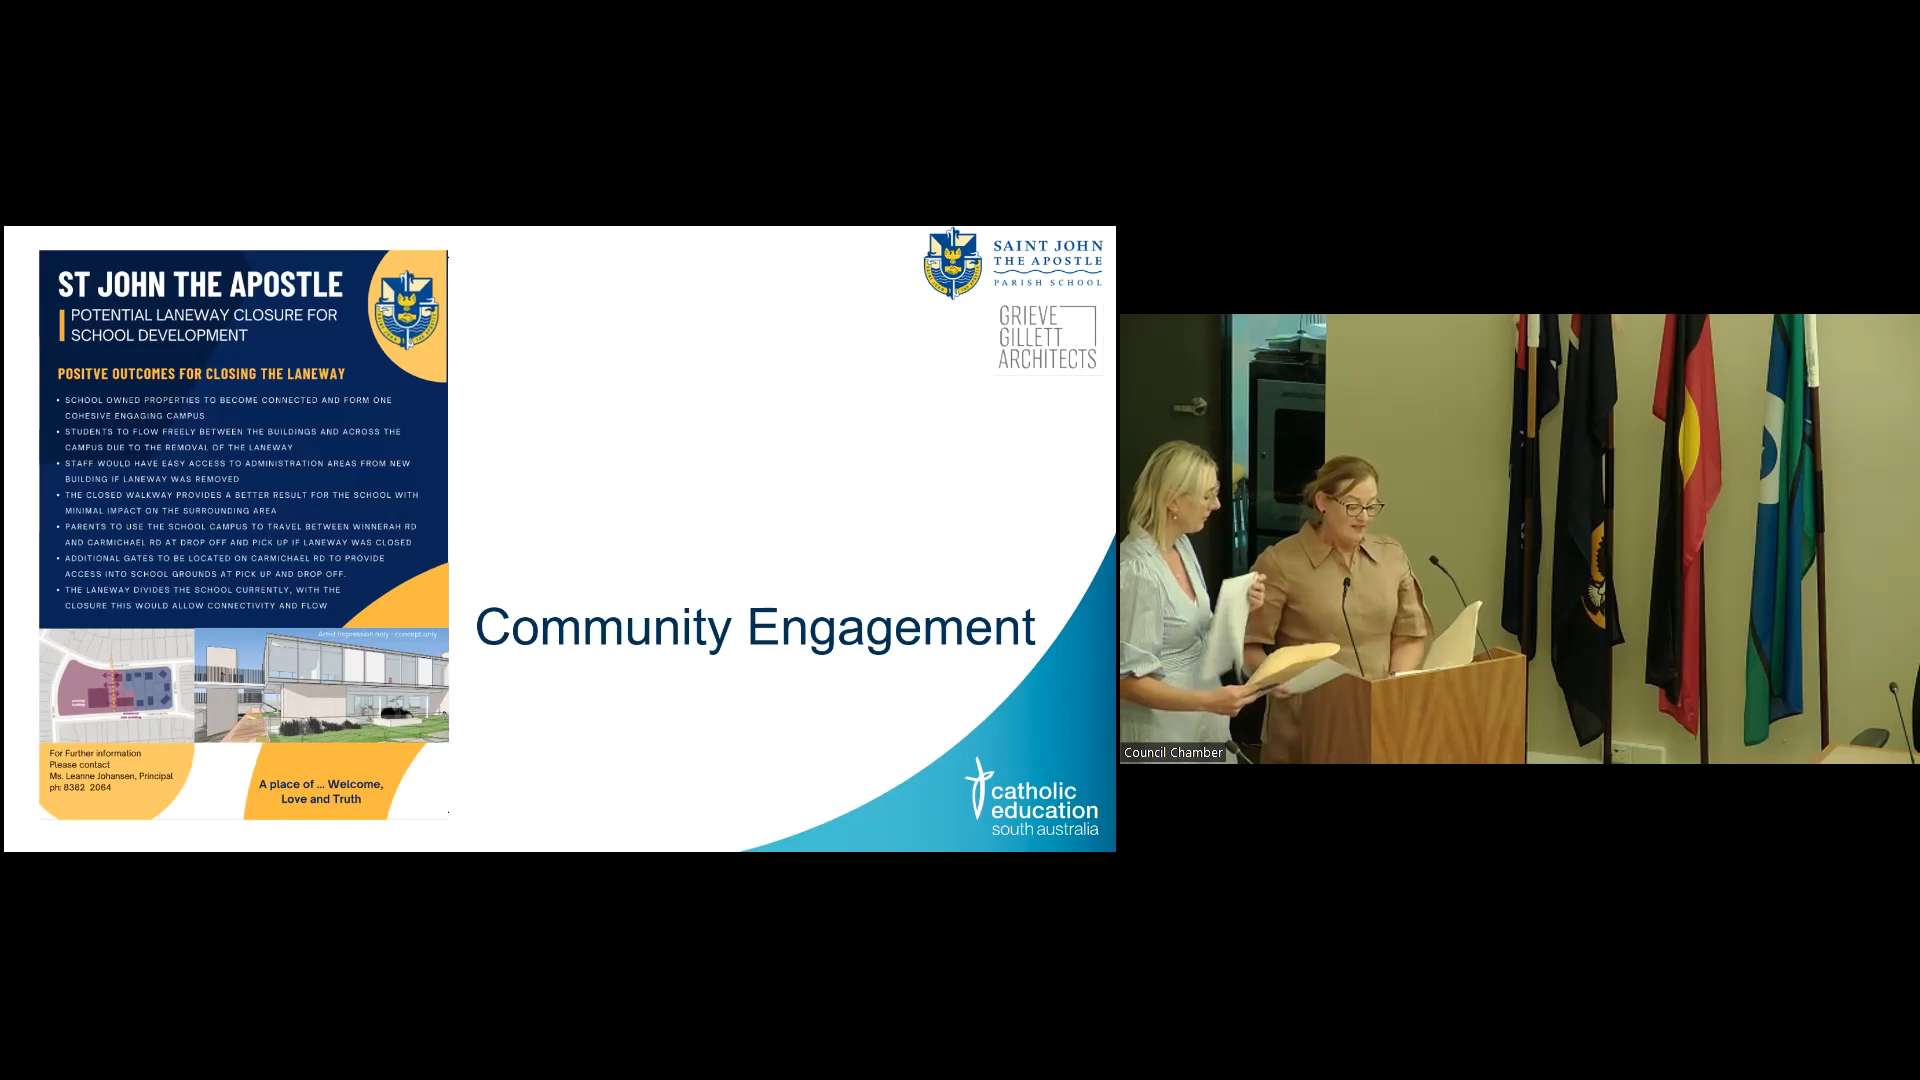 ST JOHN THE APOSTLE
POTENTIAL LANEWAY CLOSURE FOR
SCHOOL DEVELOPMENT
POSITVE OUTCOMES FOR CLOSING THE LANEWAY
• SCHOOL OWNED PROPERTIES TO BECOME CONNECTED AND FORM ONE
COHESIVE ENGAGING CAMPUS
• STUDENTS TO FLOW FREELY BETWEEN THE BUILDINGS AND ACROSS THE
CAMPUS DUE TO THE REMOVAL OF THE LANEWAY
• STAFF WOULD HAVE EASY ACCESS TO ADMINISTRATION AREAS FROM NEW
BUILDING IF LANEWAY WAS REMOVED
• THE CLOSED WALKWAY PROVIDES A BETTER RESULT FOR THE SCHOOL WITH
MINIMAL IMPACT ON THE SURROUNDING AREA
• PARENTS TO USE THE SCHOOL CAMPUS TO TRAVEL BETWEEN WINNERAH RD
AND CARMICHAEL RD AT DROP OFF AND PICK UP IF LANEWAY WAS CLOSED
• ADDITIONAL GATES TO BE LOCATED ON CARMICHAEL RD TO PROVIDE
ACCESS INTO SCHOOL GROUNDS AT PICK UP AND DROP OFF.
• THE LANEWAY DIVIDES THE SCHOOL CURRENTLY, WITH THE
CLOSURE THIS WOULD ALLOW CONNECTIVITY AND FLOW
Artist impression only - concept only
For Further information
Please contact
Ms. Leanne Johansen, Principal
ph: 8382 2064
A place of ... Welcome,
Love and Truth
SAINT JOHN
THE APOSTLE
PARISH SCHOOL
GRIEVE
GILLETT
ARCHITECTS
Community Engagement
catholic
education
south australia
Council Chamber